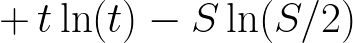 + t ln(t) − S ln(S/2)